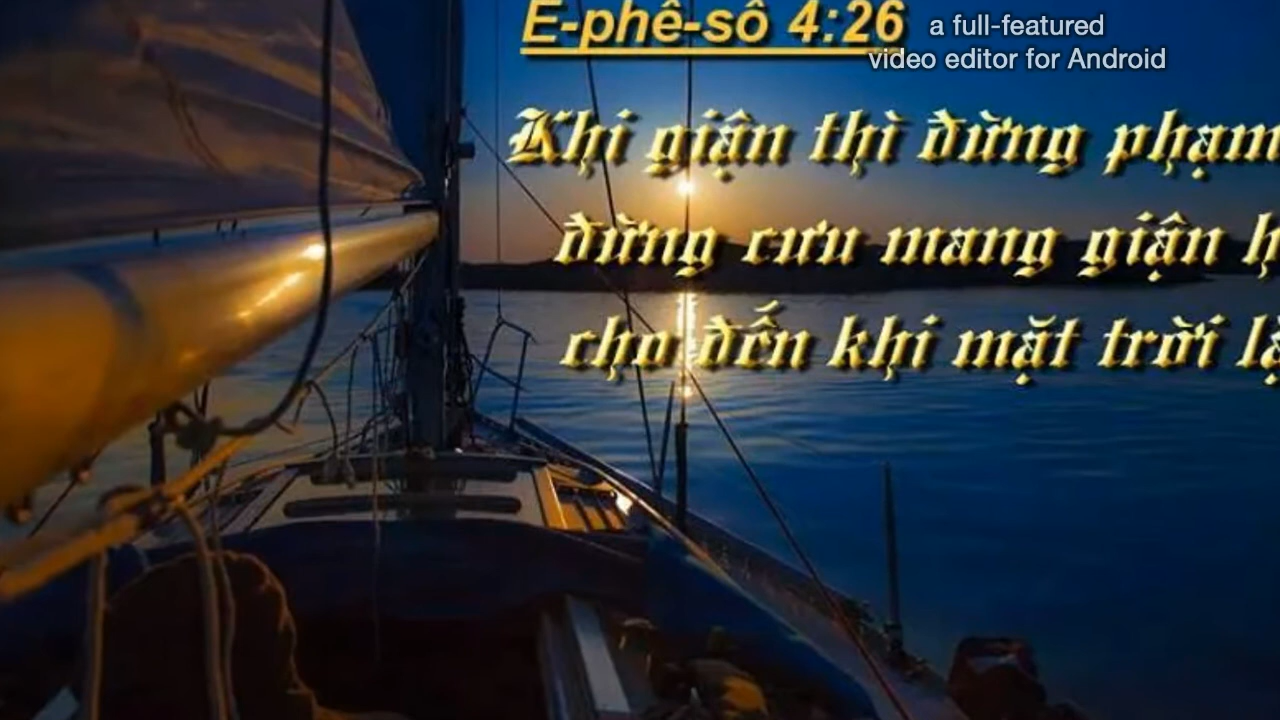 Ê-phê-sô 4:26
a full-featured
video editor for Android
Khi giận thì đừng phạm
đừng cưu mang giận
cho đến khi mặt trời